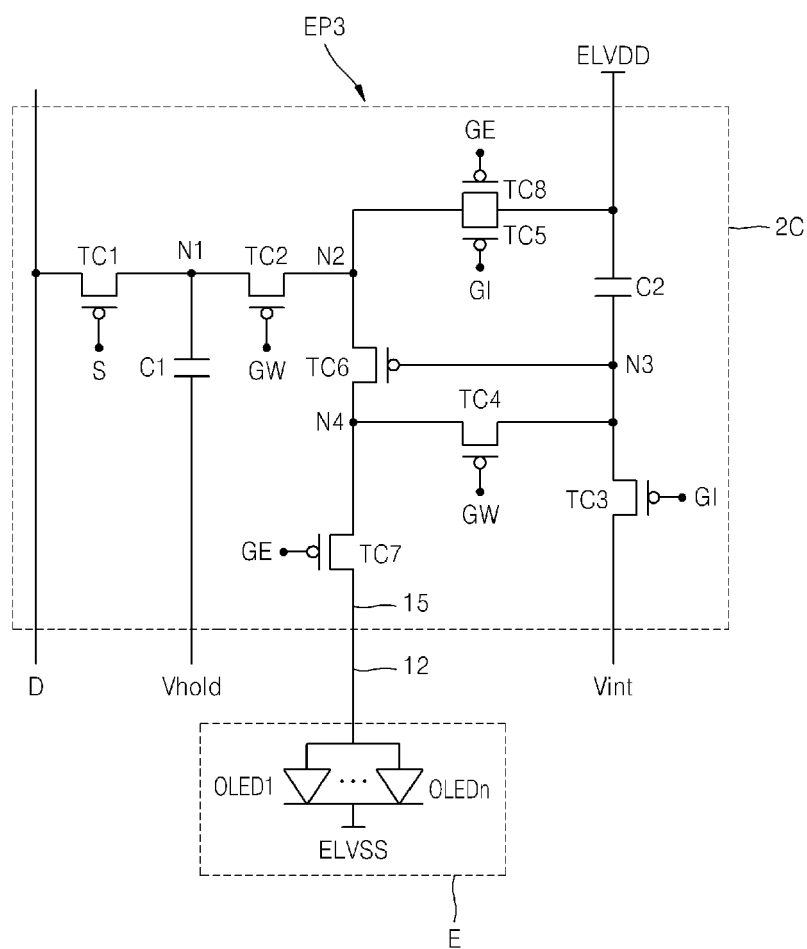 EP3
ELVDD
GE
TC8
TC5
GI
2C
TC1
N1
TC2
N2
C2
S
C1
GW
TC6
N3
TC4
N4
GW
TC3
GI
GE
TC7
15
12
D
Vhold
Vint
OLED1
...
OLEDn
ELVSS
E